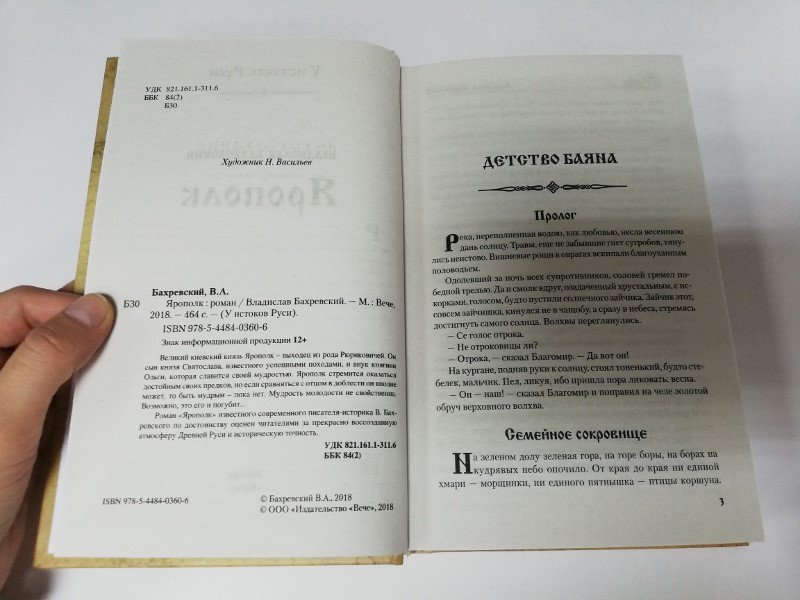 УДК 821.161.1-311.6
ББК 84(2)
Б30
Художник Н. Васильев
Бахревский, В.А.
Б30 Ярополк : роман / Владислав Бахревский. — М. : Вече,
2018. — 464 с. — (У истоков Руси).
ISBN 978-5-4484-0360-6
Знак информационной продукции 12+
Великий киевский князь Ярополк – выходец из рода Рюриковичей. Он
сын князя Святослава, известного успешными походами, и внук княгини
Ольги, которая славится своей мудростью. Ярополк стремится оказаться
достойным своих предков, но если сравняться с отцом в доблести он вполне
может, то быть мудрым – пока нет. Мудрость молодости не свойственна.
Возможно, это его и погубит...
Роман «Ярополк» известного современного писателя-историка В. Бах-
ревского по достоинству оценен читателями за прекрасно воссозданную
атмосферу Древней Руси и историческую точность.
УДК 821.161.1-311.6
ББК 84(2)
ISBN 978-5-4484-0360-6
© Бахревский В.А., 2018
© ООО «Издательство «Вече», 2018
ДЕТСТВО БАЯНА
Пролог
Река, переполненная водою, как любовью, несла весеннюю
дань солнцу. Травы, еще не забывшие гнет сугробов, тяну-
лись неистово. Вишневые рощи в оврагах вскипали благоуханным
половодьем.
Одолевший за ночь всех супротивников, соловей гремел по-
бедной трелью. Да и смолк вдруг, озадаченный хрустальным, с ис-
корками, голосом, будто пустили солнечного зайчика. Зайчик этот,
совсем зайчишка, кинулся не в чащобу, а сразу в небеса, стремясь
достигнуть самого солнца. Волхвы переглянулись.
— Се голос отрока.
— Не отроковицы ли?
— Отрока, — сказал Благомир. — Да вот он!
На кургане, подняв руки к солнцу, стоял тоненький, будто сте-
белек, мальчик. Пел, ликуя, ибо пришла пора ликовать: весна.
— Он — наш! — сказал Благомир и поправил на челе золотой
обруч верховного волхва.
Семейное сокровище
На зеленом долу зеленая гора, на горе боры, на борах на
кудрявых небо опочило. От края до края ни единой
хмари — морщинки, ни единого пятнышка — птицы коршуна.
3